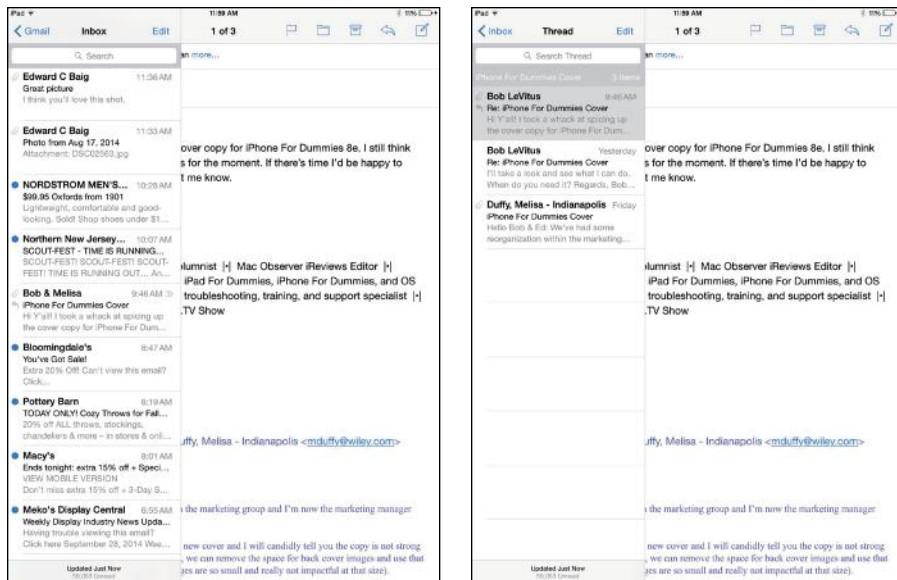 iPad
11:59 AM
11%
Gmail Inbox Edit
1 of 3
Search
an more...
Edward C Baig 11:36 AM
Great picture
I think you'll love this shot.
Edward C Baig 11:33 AM
Photo from Aug 17, 2014
Attachment: DSC02563.jpg
NORDSTROM MEN'S... 10:26 AM
$99.95 Oxfords from 1901
Lightweight, comfortable and good-
looking. Sold! Shop shoes under $1...
Northern New Jersey... 10:07 AM
SCOUT-FEST - TIME IS RUNNING...
SCOUT-FEST! SCOUT-FEST! SCOUT-
FEST! TIME IS RUNNING OUT... An...
Bob & Melisa 9:46 AM
iPhone For Dummies Cover
Hi Y'all! I took a whack at spicing up
the cover copy for iPhone For Dum...
Bloomingdale's 8:47 AM
You've Got Sale!
Extra 20% Off! Can't view this email?
Click...
Pottery Barn 8:19 AM
TODAY ONLY! Cozy Throws for Fall...
20% off ALL throws, stockings,
chandeliers & more – in stores & onli...
Macy's 8:01 AM
Ends tonight: extra 15% off + Speci...
VIEW MOBILE VERSION
Don't miss extra 15% off + 3-Day S...
Meko's Display Central 6:55 AM
Weekly Display Industry News Upda...
Having trouble viewing this email?
Click here September 28, 2014 Wee...
Updated Just Now
Unread
over copy for iPhone For Dummies 8e. I still think
s for the moment. If there's time I'd be happy to
t me know.
olumnist |•| Mac Observer iReviews Editor |•|
iPad For Dummies, iPhone For Dummies, and OS
troubleshooting, training, and support specialist |•|
.TV Show
uffy, Melisa - Indianapolis <mduffy@wiley.com>
n the marketing group and I'm now the marketing manager
new cover and I will candidly tell you the copy is not strong
, we can remove the space for back cover images and use that
ges are so small and really not impactful at that size).
iPad
11:59 AM
11%
Inbox Thread Edit
1 of 3
Search Thread
an more...
iPhone For Dummies Cover 3 items
Bob LeVitus 9:46 AM
Re: iPhone For Dummies Cover
Hi Y'all! I took a whack at spicing up
the cover copy for iPhone For Dum...
Bob LeVitus Yesterday
Re: iPhone For Dummies Cover
I'll take a look and see what I can do.
When do you need it? Regards, Bob...
Duffy, Melisa - Indianapolis Friday
iPhone For Dummies Cover
Hello Bob & Ed: We've had some
reorganization within the marketing...
Updated Just Now
Unread
over copy for iPhone For Dummies 8e. I still think
s for the moment. If there's time I'd be happy to
t me know.
olumnist |•| Mac Observer iReviews Editor |•|
iPad For Dummies, iPhone For Dummies, and OS
troubleshooting, training, and support specialist |•|
.TV Show
uffy, Melisa - Indianapolis <mduffy@wiley.com>
n the marketing group and I'm now the marketing manager
new cover and I will candidly tell you the copy is not strong
, we can remove the space for back cover images and use that
ges are so small and really not impactful at that size).